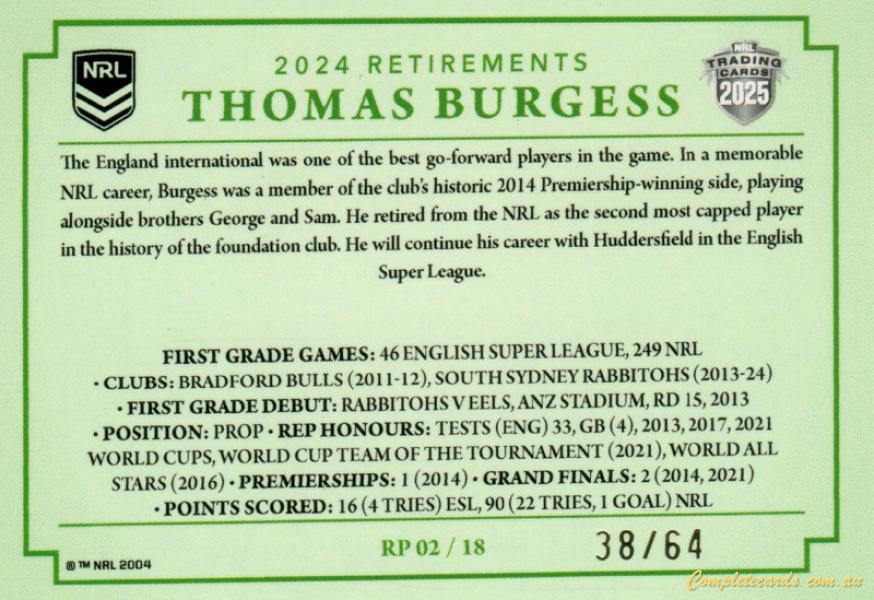 NRL
2024 RETIREMENTS
THOMAS BURGESS
NRL
TRADING
CARDS
2025
The England international was one of the best go-forward players in the game. In a memorable
NRL career, Burgess was a member of the club's historic 2014 Premiership-winning side, playing
alongside brothers George and Sam. He retired from the NRL as the second most capped player
in the history of the foundation club. He will continue his career with Huddersfield in the English
Super League.
FIRST GRADE GAMES: 46 ENGLISH SUPER LEAGUE, 249 NRL
• CLUBS: BRADFORD BULLS (2011-12), SOUTH SYDNEY RABBITOHS (2013-24)
• FIRST GRADE DEBUT: RABBITOHS V EELS, ANZ STADIUM, RD 15, 2013
• POSITION: PROP • REP HONOURS: TESTS (ENG) 33, GB (4), 2013, 2017, 2021
WORLD CUPS, WORLD CUP TEAM OF THE TOURNAMENT (2021), WORLD ALL
STARS (2016) • PREMIERSHIPS: 1 (2014) • GRAND FINALS: 2 (2014, 2021)
• POINTS SCORED: 16 (4 TRIES) ESL, 90 (22 TRIES, 1 GOAL) NRL
RP 02 / 18
38/64
® ™ NRL 2004
Completecards.com.au